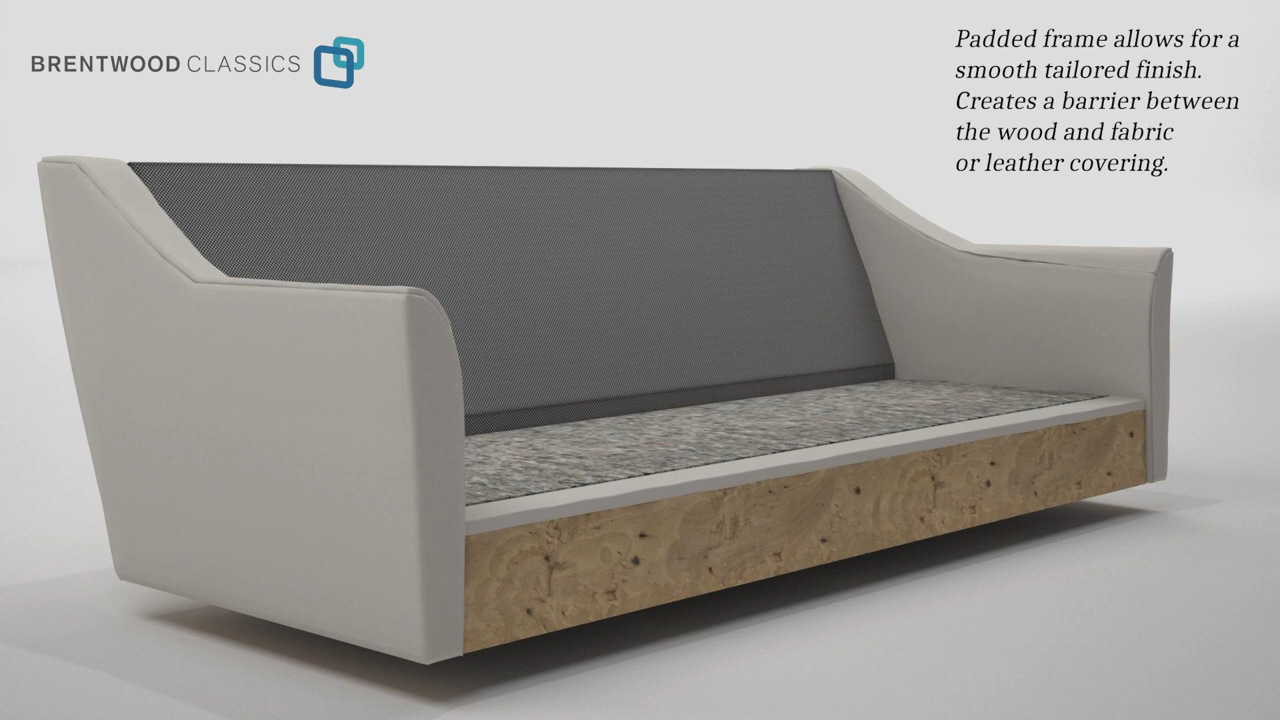 BRENTWOOD CLASSICS
Padded frame allows for a
smooth tailored finish.
Creates a barrier between
the wood and fabric
or leather covering.